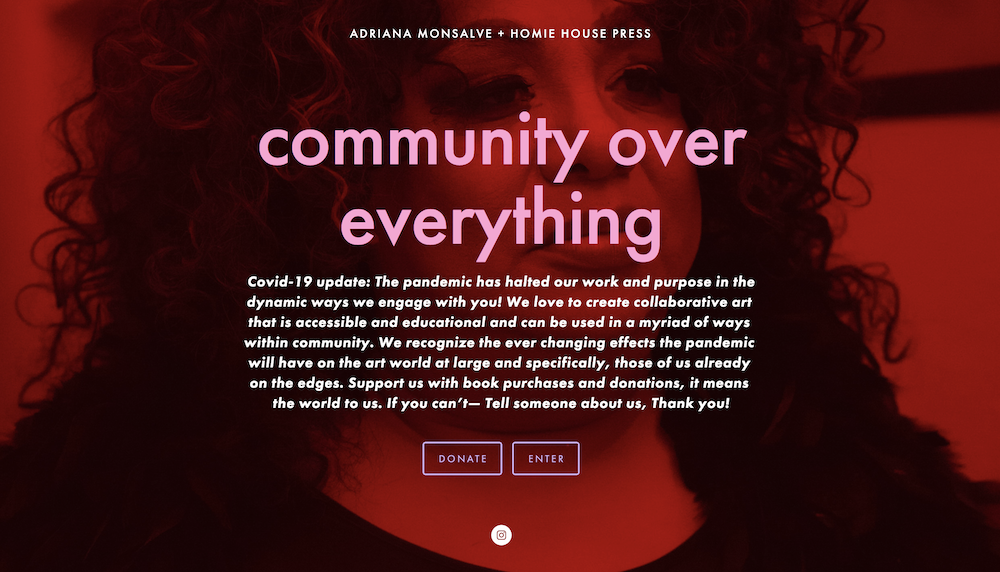 ADRIANA MONSALVE + HOMIE HOUSE PRESS
community over
everything
Covid-19 update: The pandemic has halted our work and purpose in the
dynamic ways we engage with you! We love to create collaborative art
that is accessible and educational and can be used in a myriad of ways
within community. We recognize the ever changing effects the pandemic
will have on the art world at large and specifically, those of us already
on the edges. Support us with book purchases and donations, it means
the world to us. If you can't— Tell someone about us, Thank you!
DONATE
ENTER